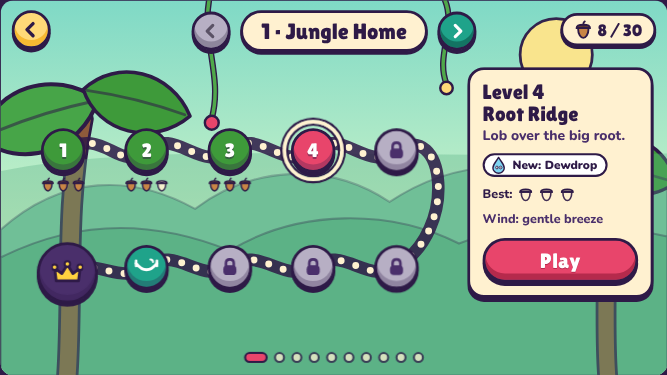 1 · Jungle Home
8 / 30
Level 4
Root Ridge
Lob over the big root.
New: Dewdrop
Best:
Wind: gentle breeze
Play
1
2
3
4